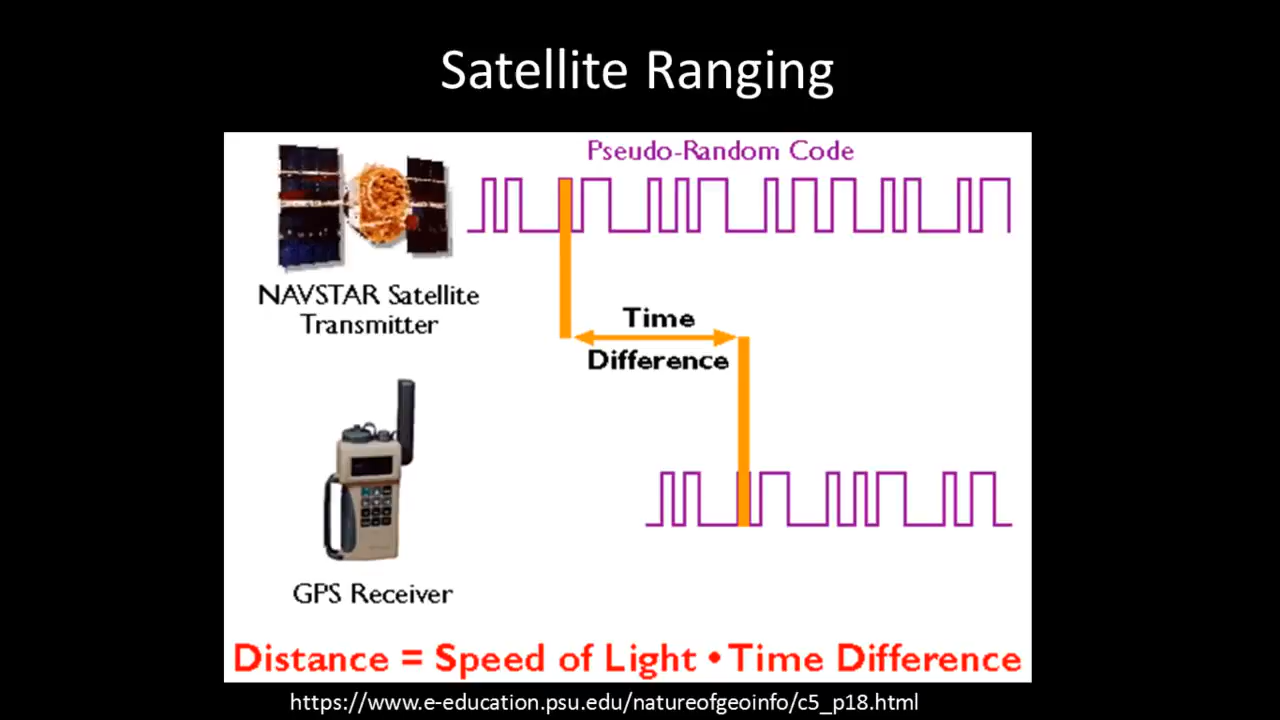 Satellite Ranging
Pseudo-Random Code
NAVSTAR Satellite
Transmitter
Time
Difference
GPS Receiver
Distance = Speed of Light • Time Difference
https://www.e-education.psu.edu/natureofgeoinfo/c5_p18.html